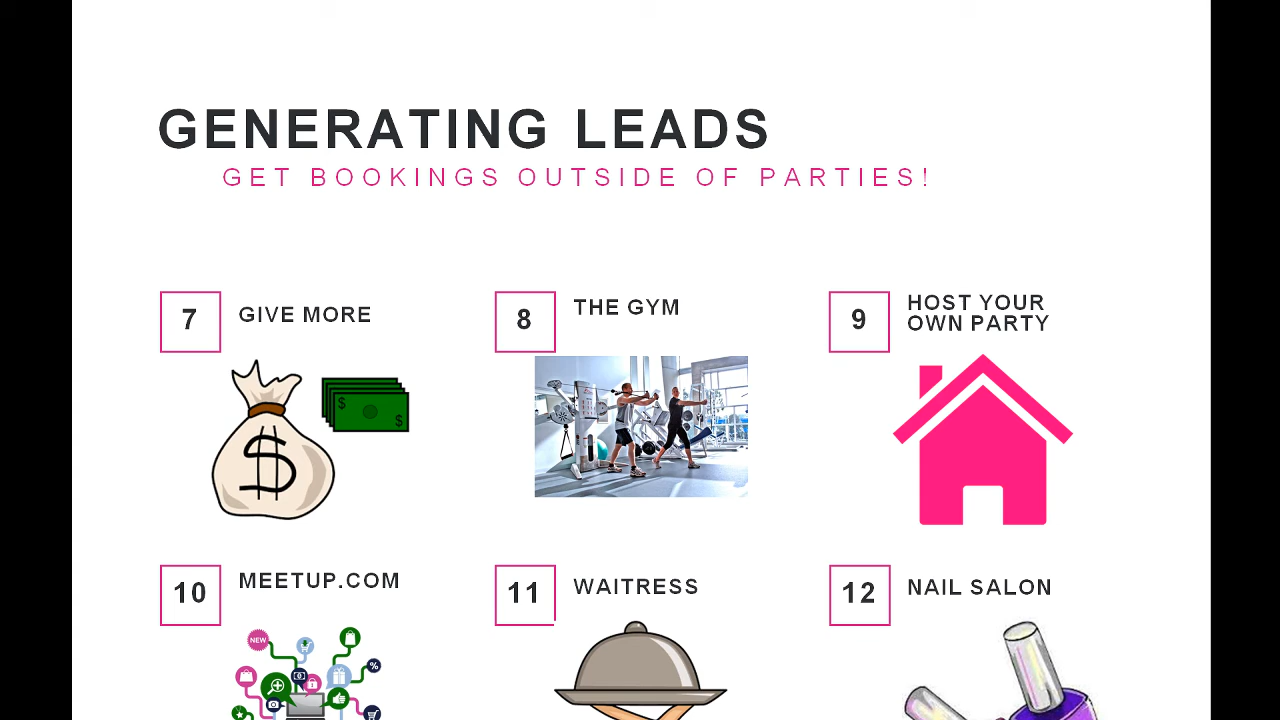 GENERATING LEADS
GET BOOKINGS OUTSIDE OF PARTIES!
7
GIVE MORE
8
THE GYM
9
HOST YOUR
OWN PARTY
$
$
$
10
MEETUP.COM
11
WAITRESS
12
NAIL SALON
NEW
%